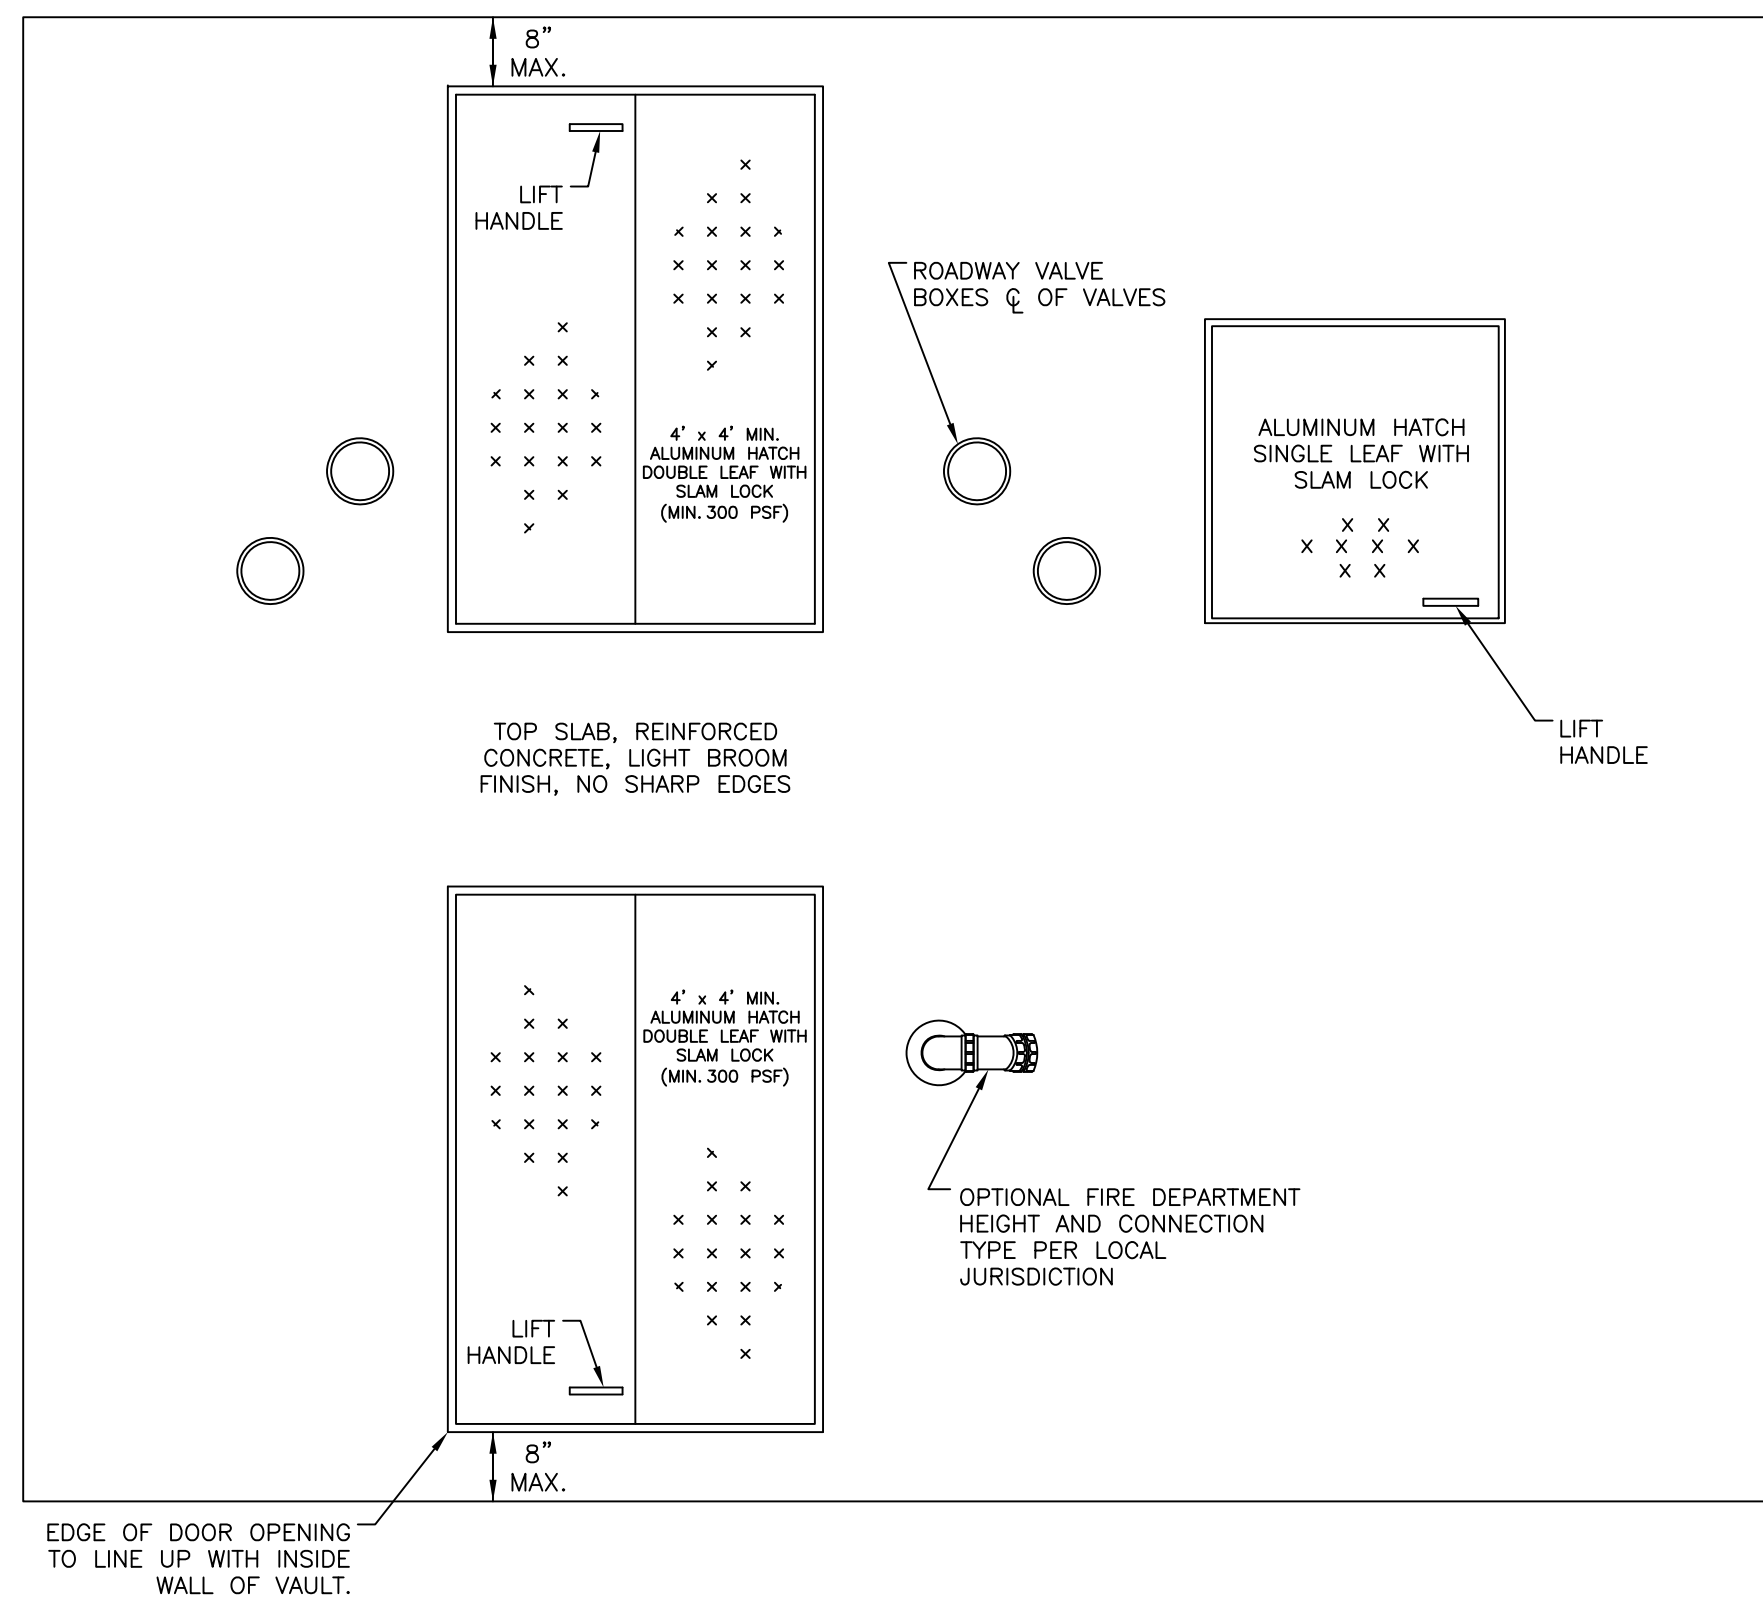 8"
MAX.
LIFT
HANDLE
ROADWAY VALVE
BOXES ℄ OF VALVES
4' x 4' MIN.
ALUMINUM HATCH
DOUBLE LEAF WITH
SLAM LOCK
(MIN. 300 PSF)
ALUMINUM HATCH
SINGLE LEAF WITH
SLAM LOCK
LIFT
HANDLE
TOP SLAB, REINFORCED
CONCRETE, LIGHT BROOM
FINISH, NO SHARP EDGES
4' x 4' MIN.
ALUMINUM HATCH
DOUBLE LEAF WITH
SLAM LOCK
(MIN. 300 PSF)
OPTIONAL FIRE DEPARTMENT
HEIGHT AND CONNECTION
TYPE PER LOCAL
JURISDICTION
LIFT
HANDLE
8"
MAX.
EDGE OF DOOR OPENING
TO LINE UP WITH INSIDE
WALL OF VAULT.